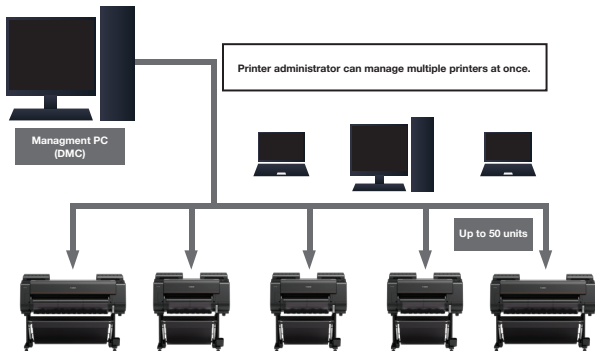 Printer administrator can manage multiple printers at once.
Managment PC
(DMC)
Up to 50 units